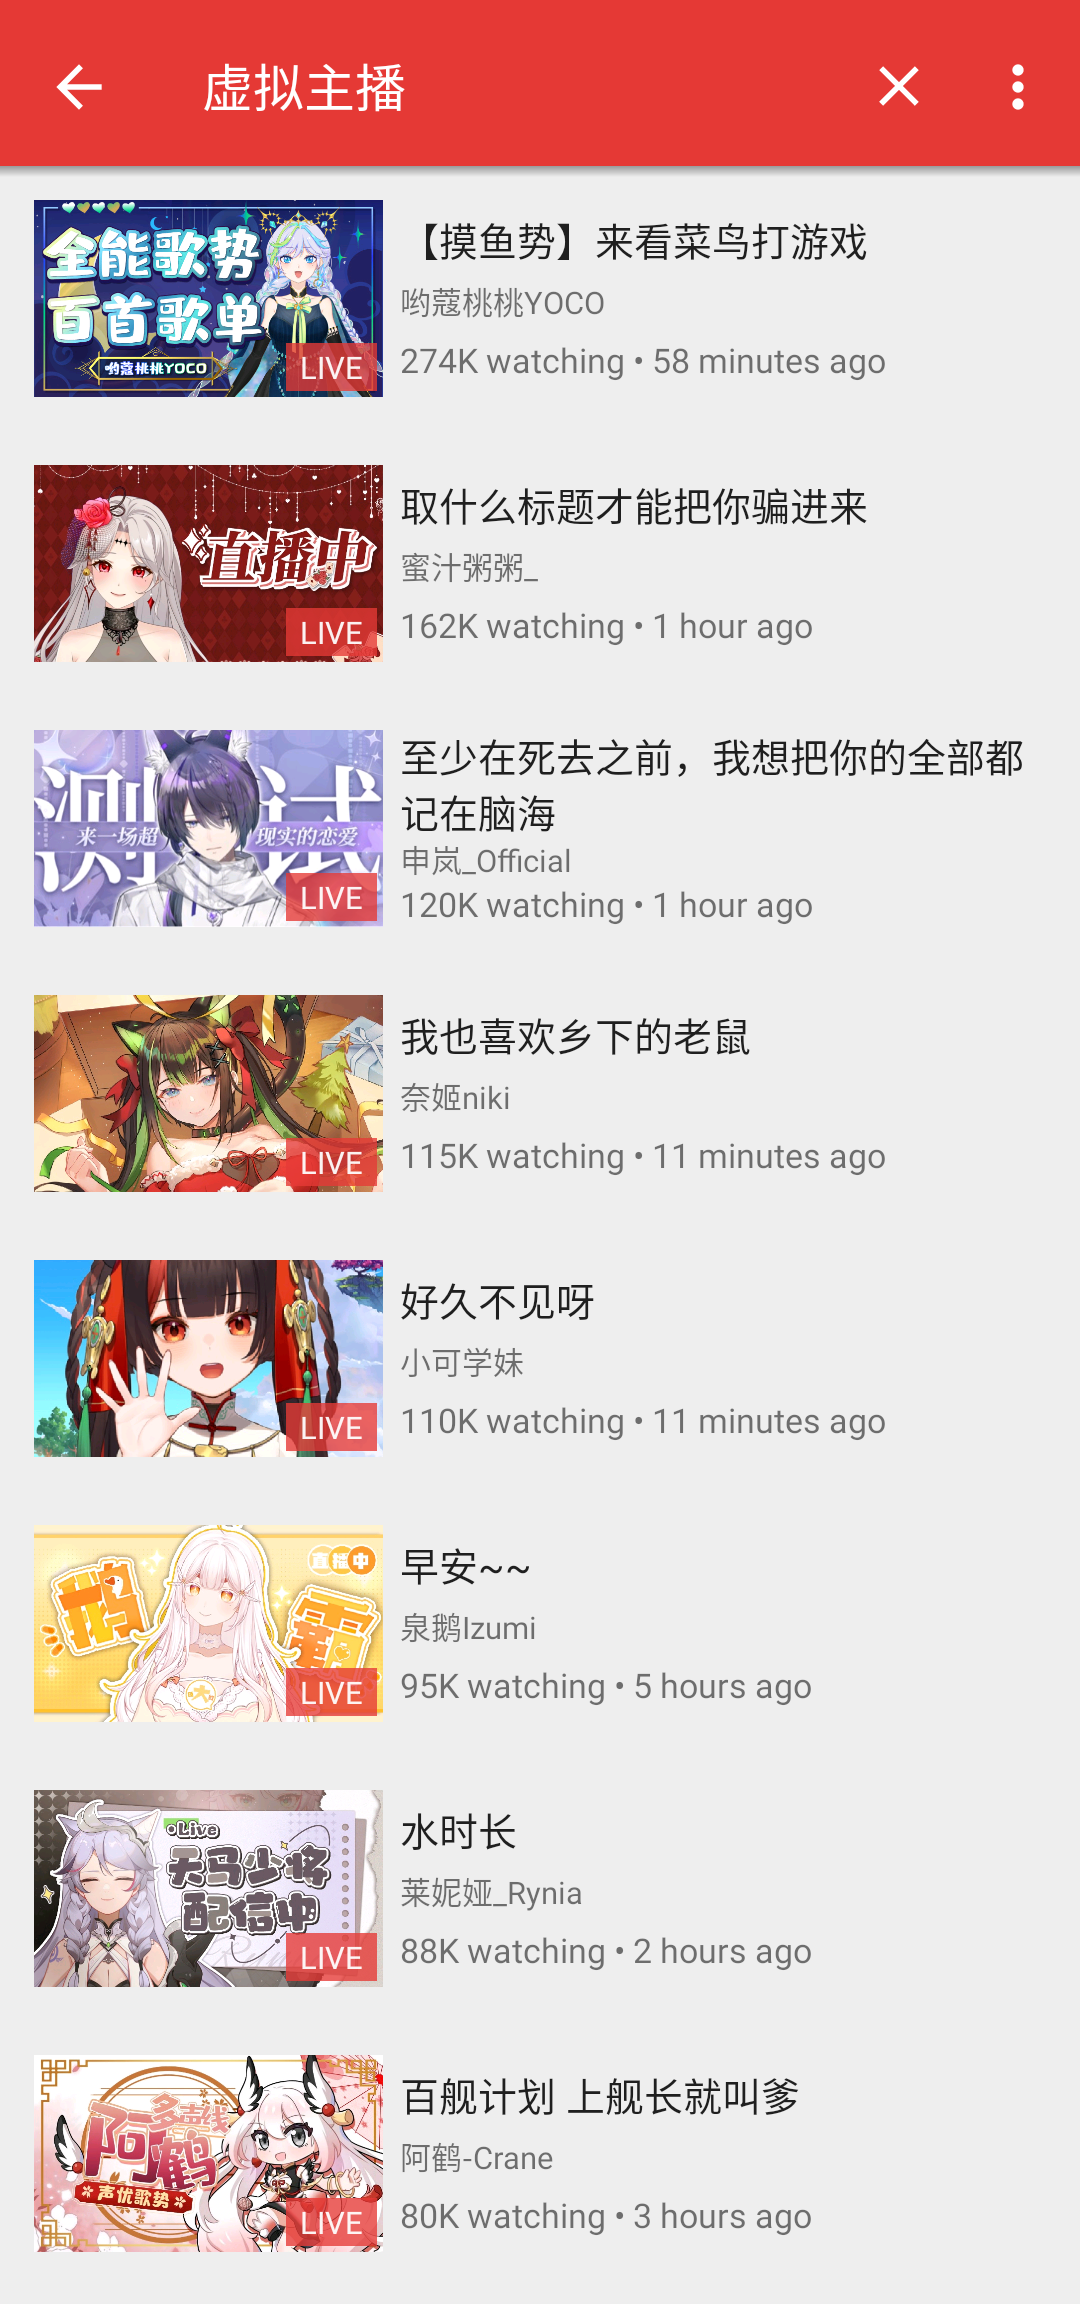 虚拟主播
全能歌势
百首歌单
哟蔻桃桃YOCO
LIVE
【摸鱼势】来看菜鸟打游戏
哟蔻桃桃YOCO
274K watching • 58 minutes ago
直播中
LIVE
取什么标题才能把你骗进来
蜜汁粥粥_
162K watching • 1 hour ago
测试
来一场超 现实的恋爱
LIVE
至少在死去之前，我想把你的全部都
记在脑海
申岚_Official
120K watching • 1 hour ago
LIVE
我也喜欢乡下的老鼠
奈姬niki
115K watching • 11 minutes ago
LIVE
好久不见呀
小可学妹
110K watching • 11 minutes ago
直播中
鹅霸
大
LIVE
早安~~
泉鹅Izumi
95K watching • 5 hours ago
Live
天马少将
配信中
LIVE
水时长
莱妮娅_Rynia
88K watching • 2 hours ago
多声线
阿鹤
声优歌势
LIVE
百舰计划 上舰长就叫爹
阿鹤-Crane
80K watching • 3 hours ago